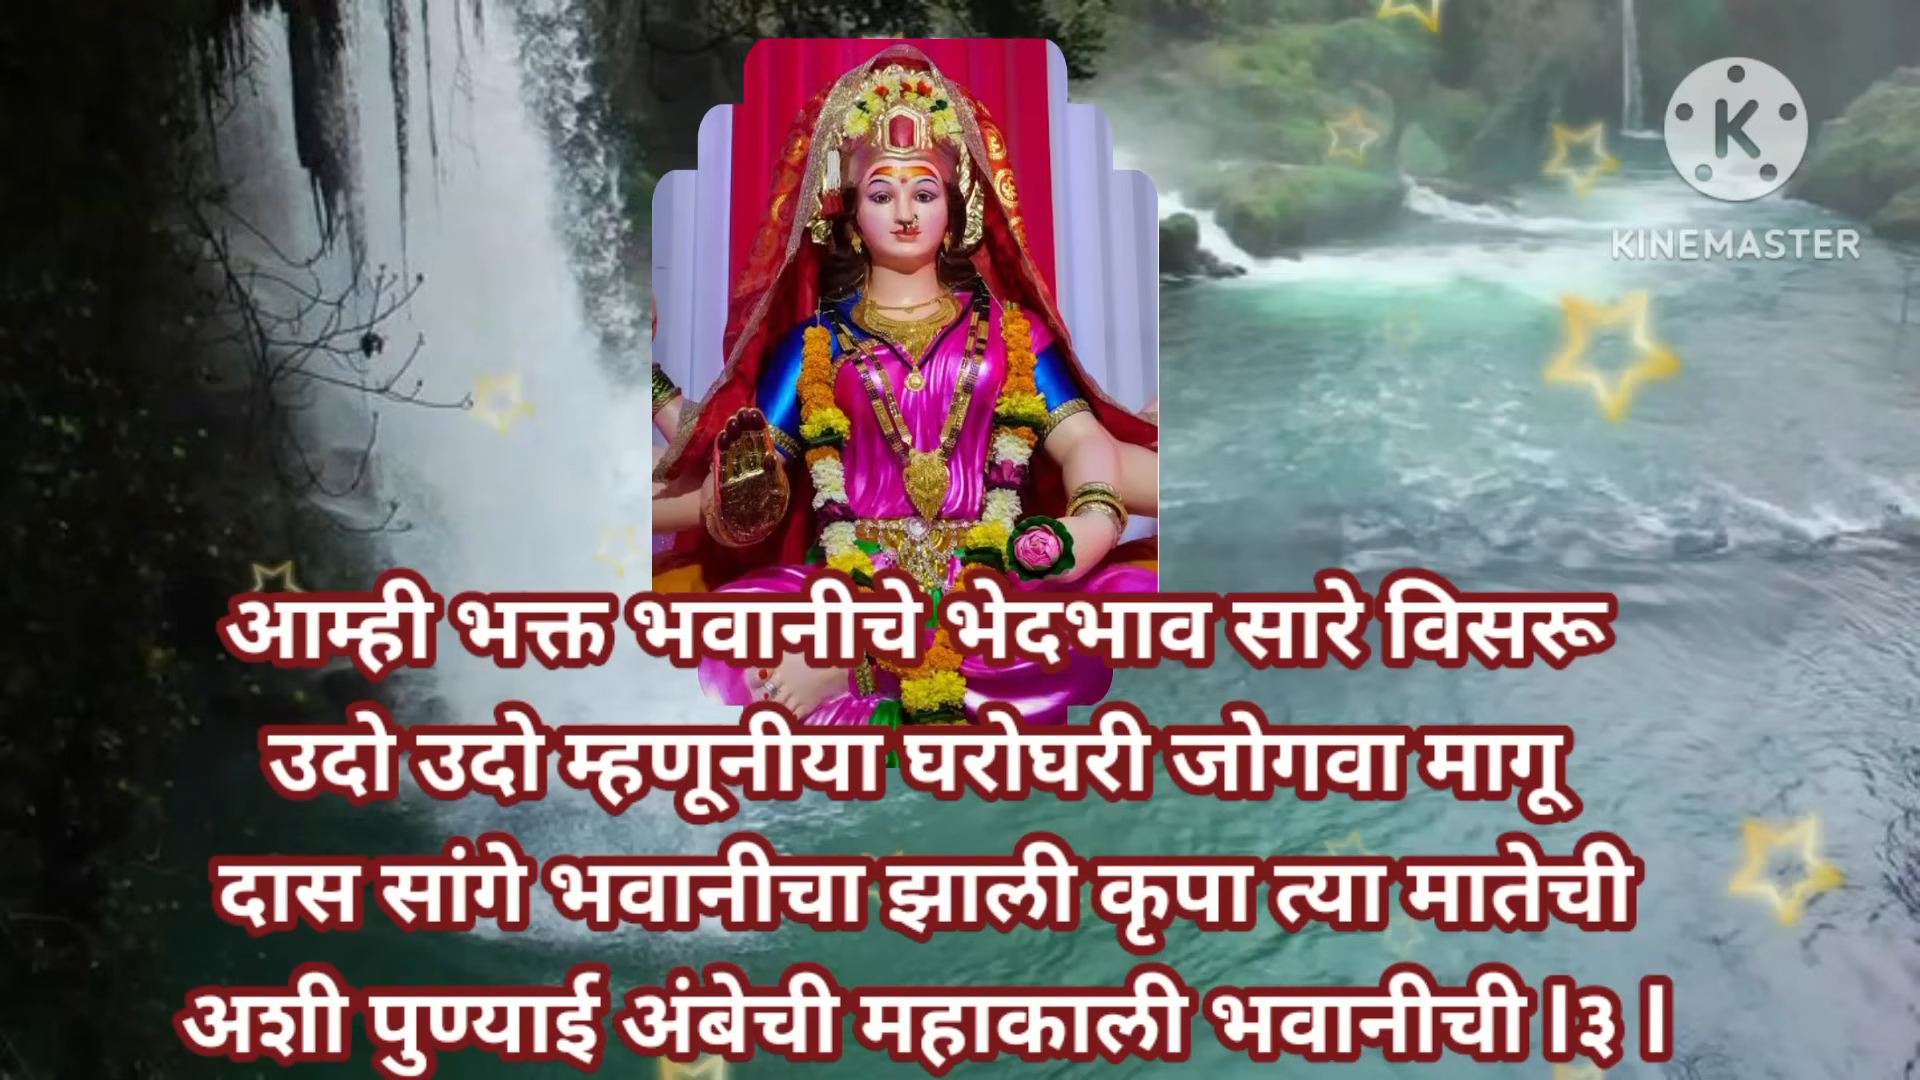 KINEMASTER
आम्ही भक्त भवानीचे भेदभाव सारे विसरू
उदो उदो म्हणूनीया घरोघरी जोगवा मागू
दास सांगे भवानीचा झाली कृपा त्या मातेची
अशी पुण्याई अंबेची महाकाली भवानीची ।३ ।